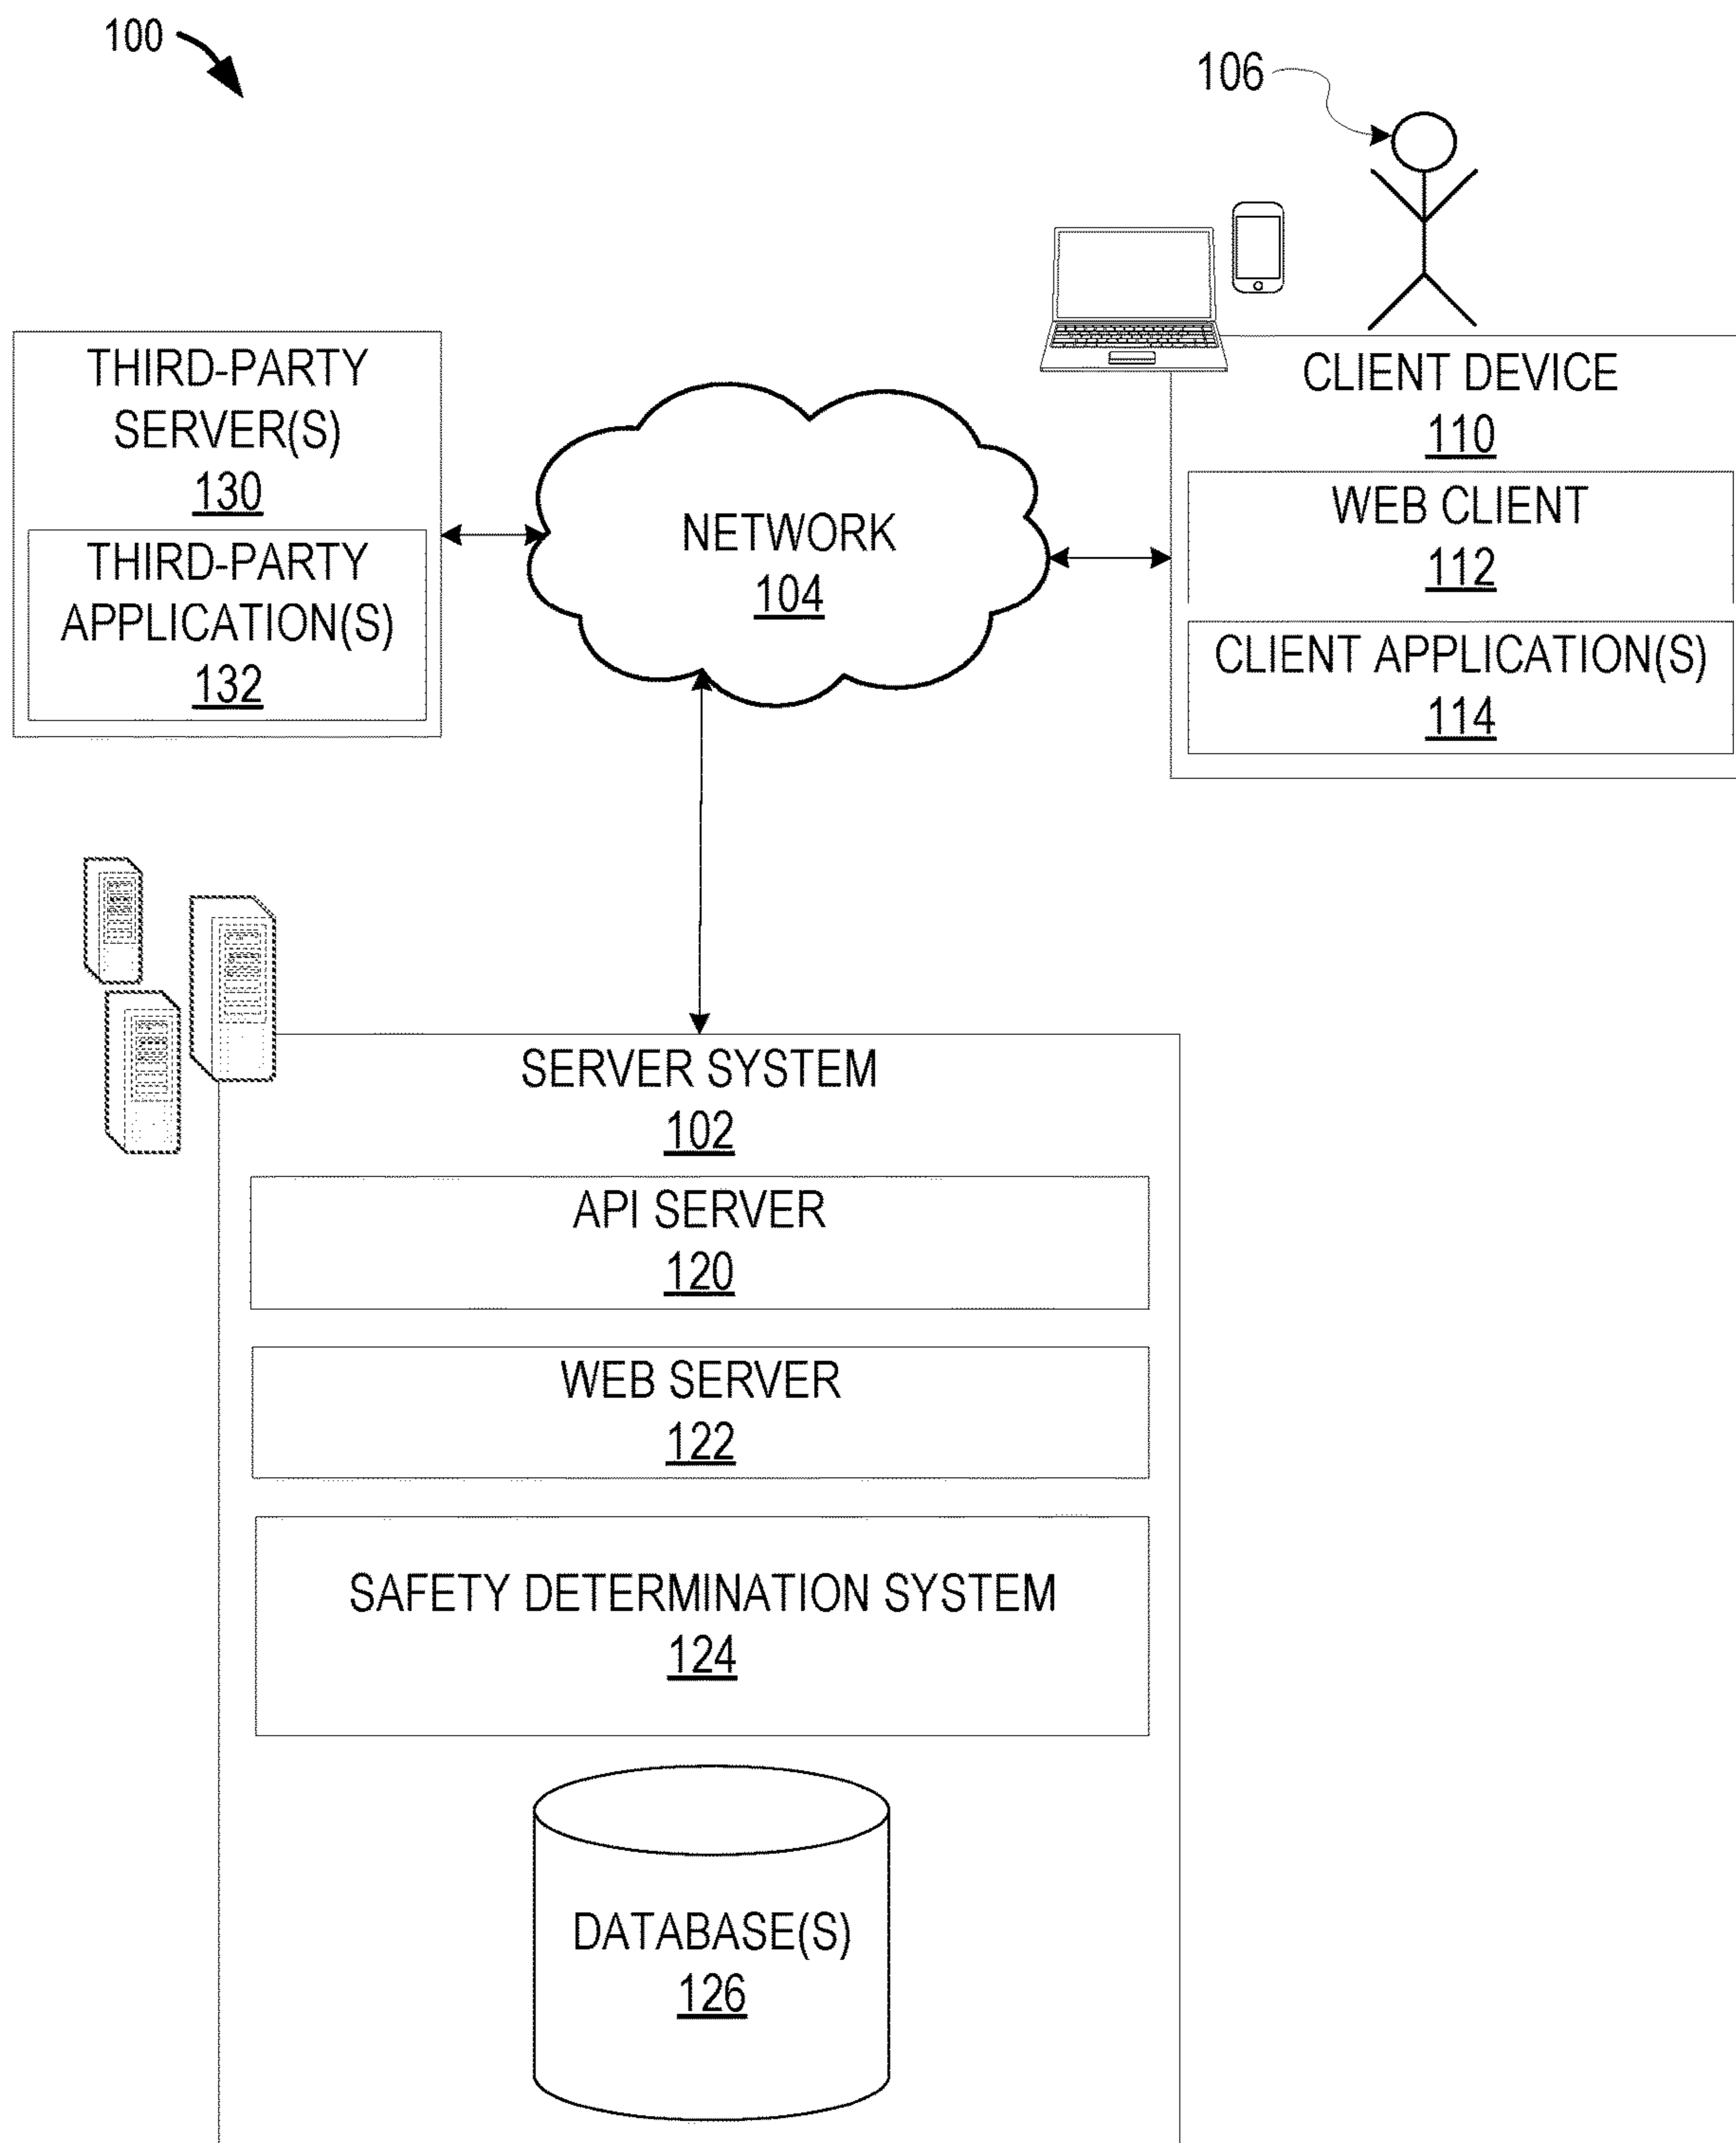 100
106
THIRD-PARTY
SERVER(S)
130
THIRD-PARTY
APPLICATION(S)
132
NETWORK
104
CLIENT DEVICE
110
WEB CLIENT
112
CLIENT APPLICATION(S)
114
SERVER SYSTEM
102
API SERVER
120
WEB SERVER
122
SAFETY DETERMINATION SYSTEM
124
DATABASE(S)
126